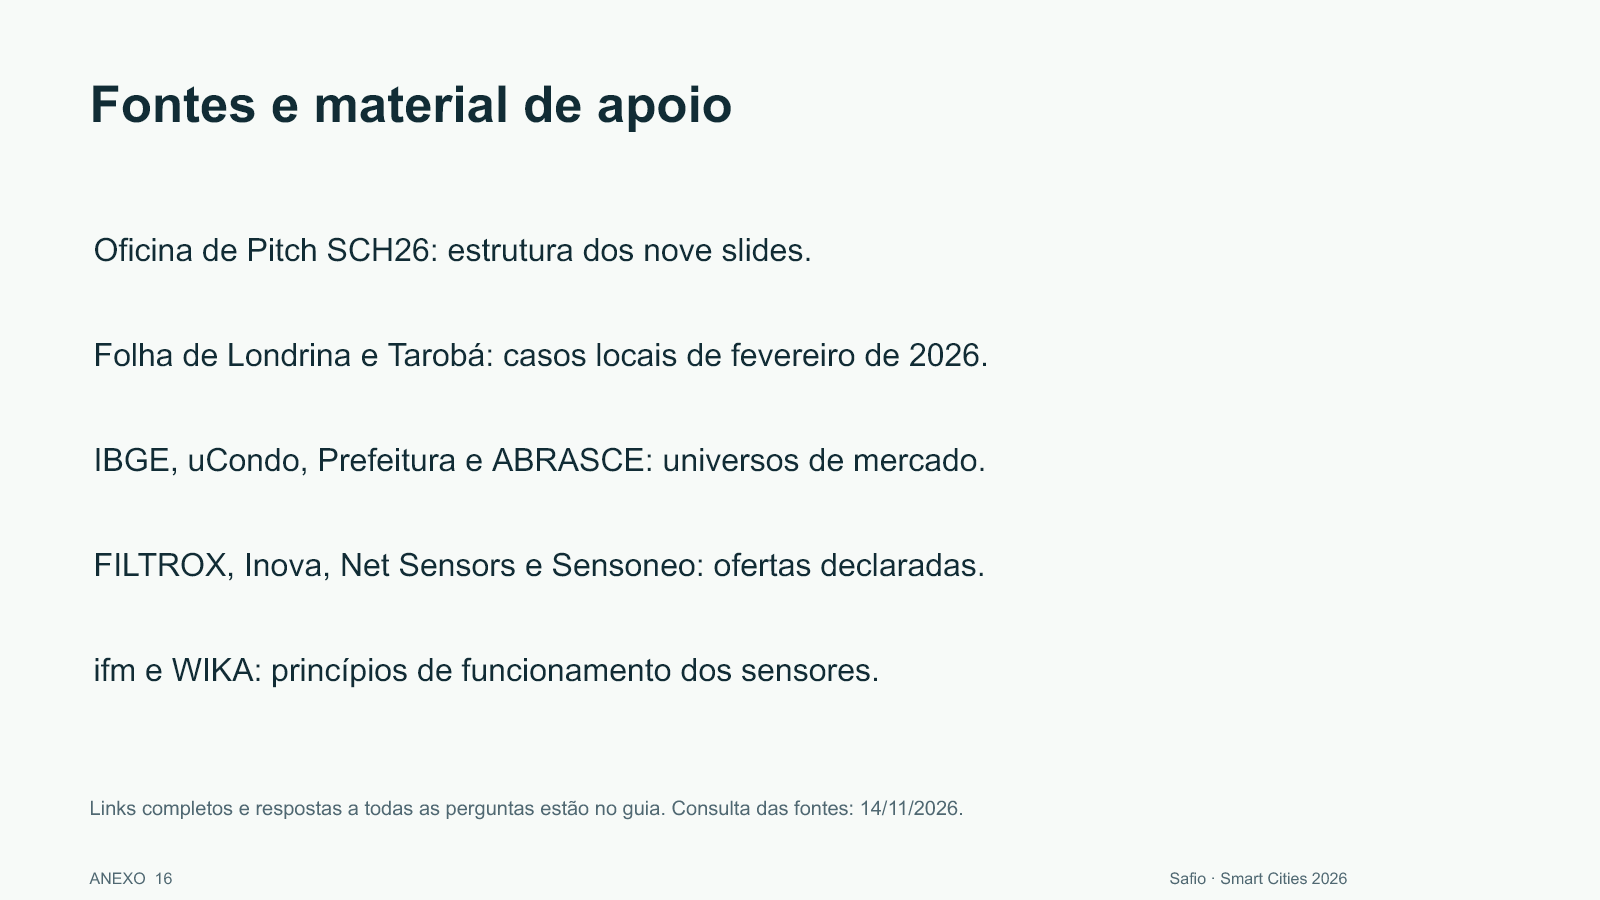 Fontes e material de apoio
Oficina de Pitch SCH26: estrutura dos nove slides.
Folha de Londrina e Tarobá: casos locais de fevereiro de 2026.
IBGE, uCondo, Prefeitura e ABRASCE: universos de mercado.
FILTROX, Inova, Net Sensors e Sensoneo: ofertas declaradas.
ifm e WIKA: princípios de funcionamento dos sensores.
Links completos e respostas a todas as perguntas estão no guia. Consulta das fontes: 14/11/2026.
ANEXO 16
Safio · Smart Cities 2026